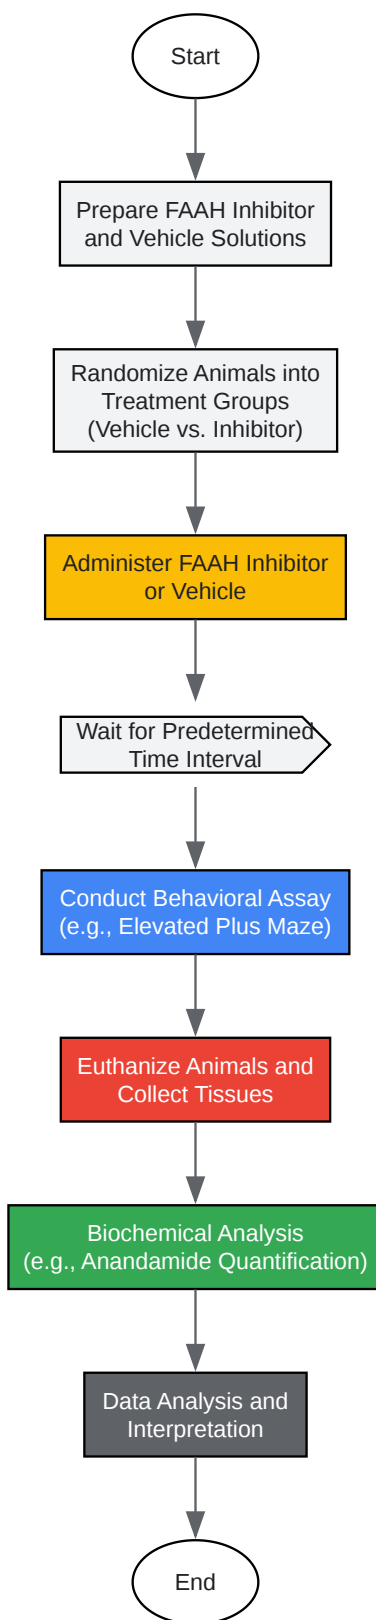 Start
Prepare FAAH Inhibitor
and Vehicle Solutions
Randomize Animals into
Treatment Groups
(Vehicle vs. Inhibitor)
Administer FAAH Inhibitor
or Vehicle
Wait for Predetermined
Time Interval
Conduct Behavioral Assay
(e.g., Elevated Plus Maze)
Euthanize Animals and
Collect Tissues
Biochemical Analysis
(e.g., Anandamide Quantification)
Data Analysis and
Interpretation
End